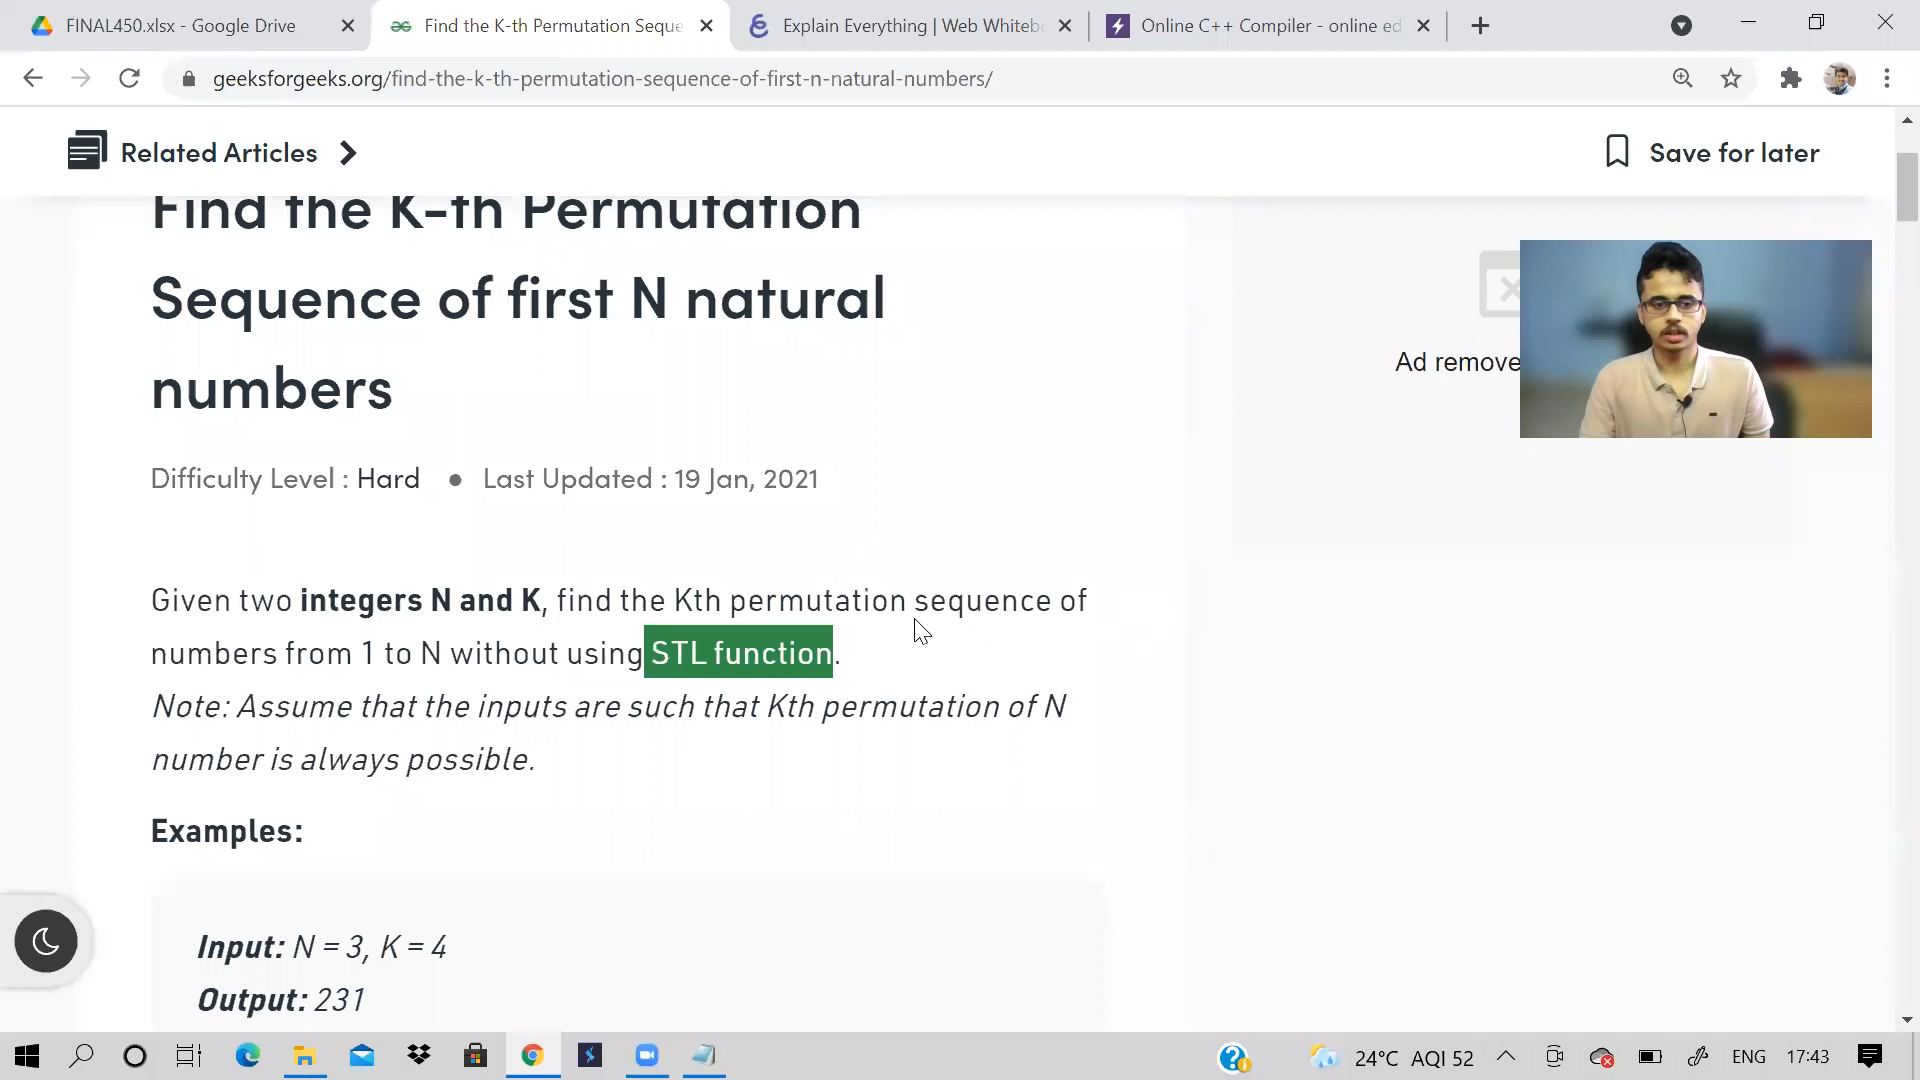 FINAL450.xlsx - Google Drive
Find the K-th Permutation Seque
Explain Everything | Web Whiteb
Online C++ Compiler - online ed
geeksforgeeks.org/find-the-k-th-permutation-sequence-of-first-n-natural-numbers/
Related Articles
Save for later
Find the K-th Permutation
Sequence of first N natural
numbers
Ad remove
Difficulty Level : Hard ● Last Updated : 19 Jan, 2021
Given two integers N and K, find the Kth permutation sequence of
numbers from 1 to N without using STL function.
Note: Assume that the inputs are such that Kth permutation of N
number is always possible.
Examples:
Input: N = 3, K = 4
Output: 231
24°C AQI 52 ENG 17:43